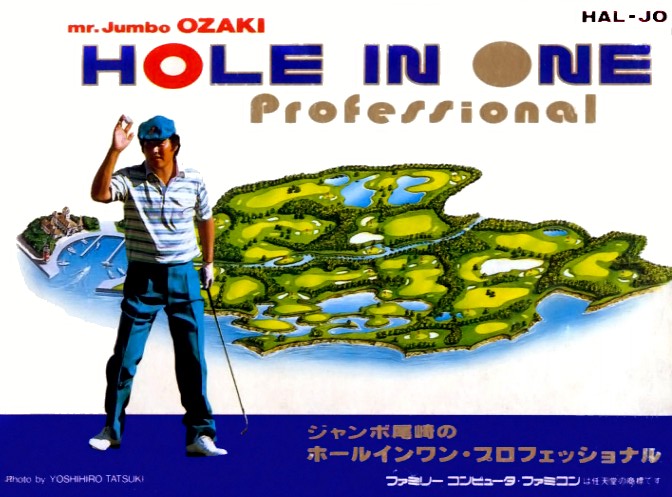 HAL-JO
mr. Jumbo OZAKI
HOLE IN ONE
Professional
ジャンボ尾崎の
ホールインワン・プロフェッショナル
Photo by YOSHIHIRO TATSUKI
ファミリー コンピュータ・ファミコンは任天堂の商標です